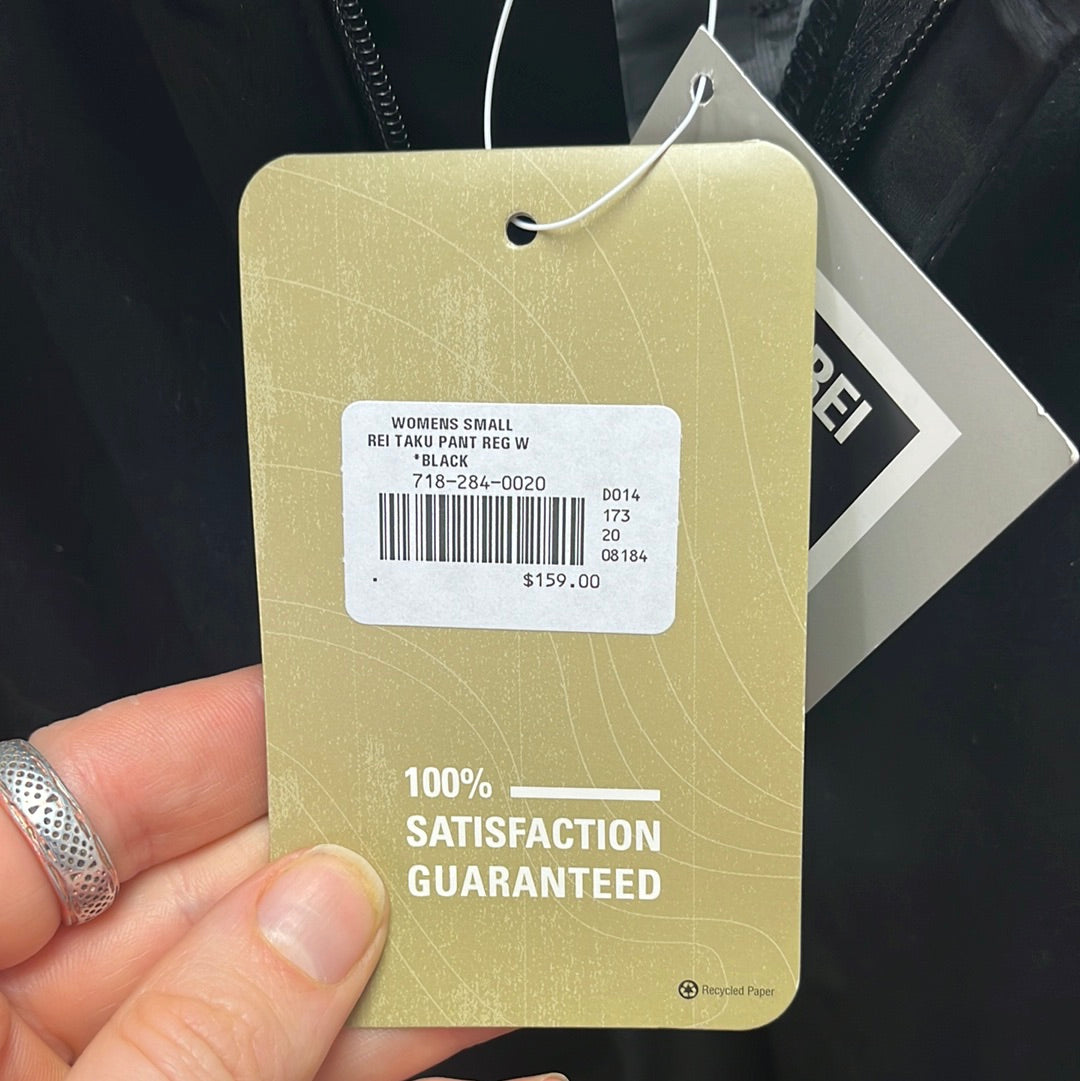 WOMENS SMALL
REI TAKU PANT REG W
*BLACK
718-284-0020
D014
173
20
08184
$159.00
100%
SATISFACTION
GUARANTEED
Recycled Paper
REI